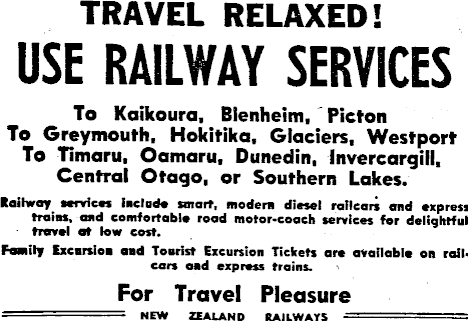 TRAVEL RELAXED!
USE RAILWAY SERVICES
To Kaikoura, Blenheim, Picton
To Greymouth, Hokitika, Glaciers, Westport
To Timaru, Oamaru, Dunedin, Invercargill,
Central Otago, or Southern Lakes.
Railway services include smart, modern diesel railcars and express
trains, and comfortable road motor-coach services for delightful
travel at low cost.
Family Excursion and Tourist Excursion Tickets are available on rail-
cars and express trains.
For Travel Pleasure
NEW ZEALAND RAILWAYS